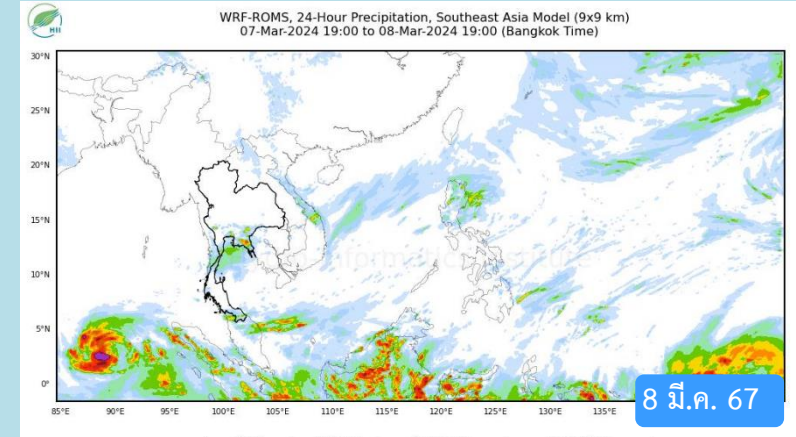 HII
WRF-ROMS, 24-Hour Precipitation, Southeast Asia Model (9x9 km)
07-Mar-2024 19:00 to 08-Mar-2024 19:00 (Bangkok Time)
30°N
25°N
20°N
15°N
10°N
5°N
0°
85°E 90°E 95°E 100°E 105°E 110°E 115°E 120°E 125°E 130°E 135°E
8 มี.ค. 67